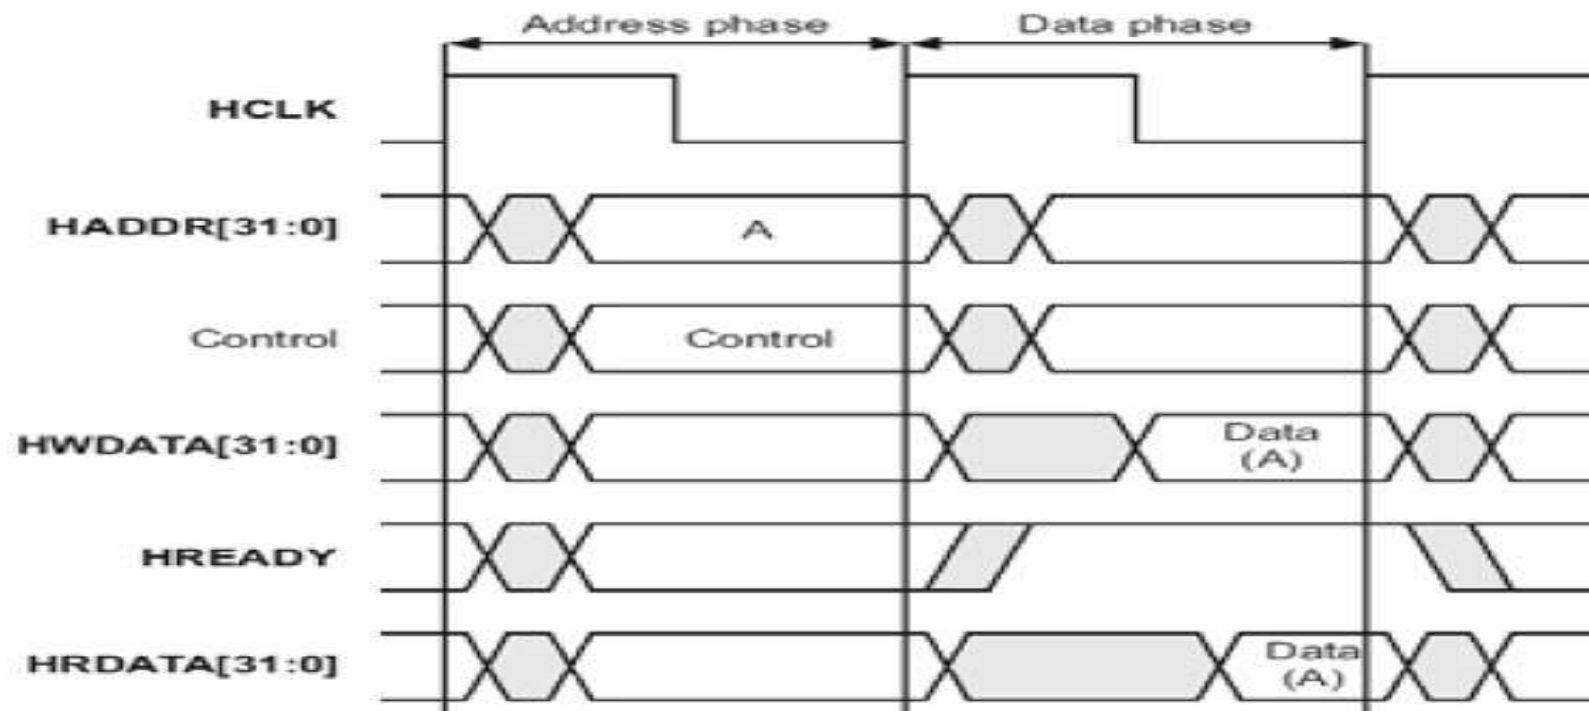 Address phase Data phase
HCLK
HADDR[31:0] A
Control Control
HWDATA[31:0] Data
(A)
HREADY
HRDATA[31:0] Data
(A)